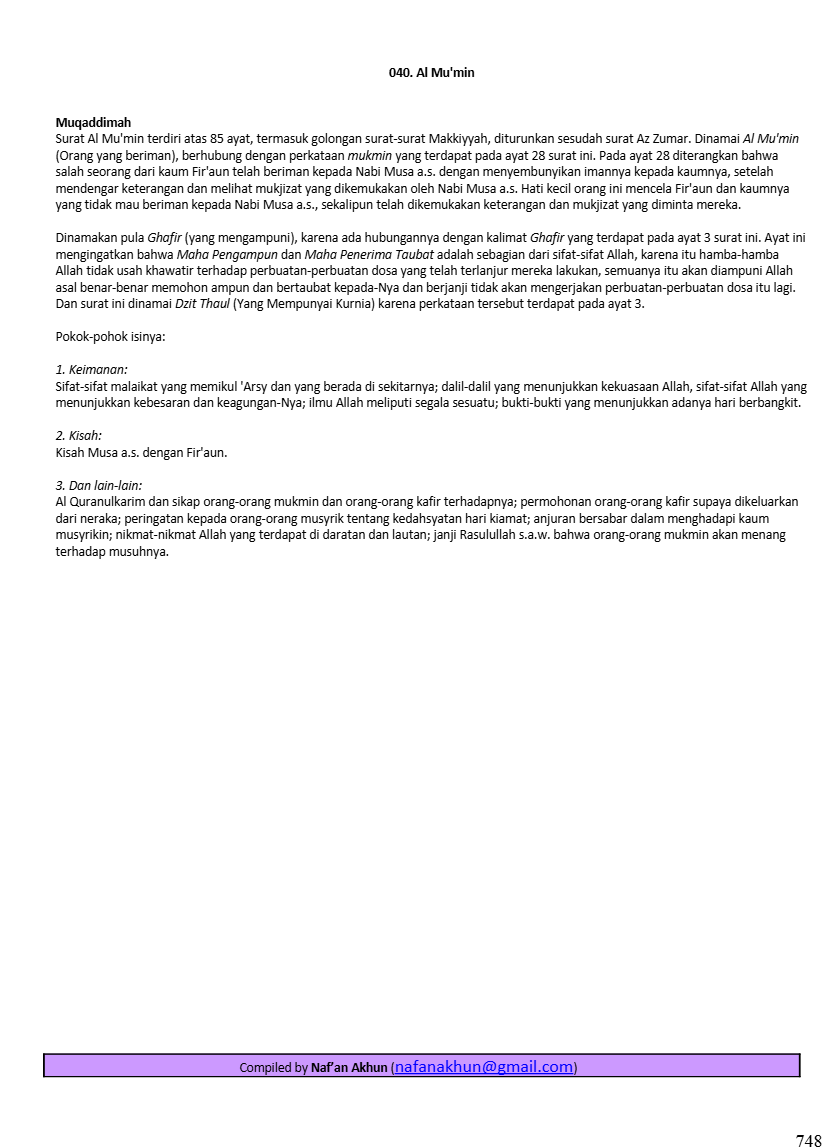 040. Al Mu'min
Muqaddimah
Surat Al Mu'min terdiri atas 85 ayat, termasuk golongan surat-surat Makkiyyah, diturunkan sesudah surat Az Zumar. Dinamai Al Mu'min
(Orang yang beriman), berhubung dengan perkataan mukmin yang terdapat pada ayat 28 surat ini. Pada ayat 28 diterangkan bahwa
salah seorang dari kaum Fir'aun telah beriman kepada Nabi Musa a.s. dengan menyembunyikan imannya kepada kaumnya, setelah
mendengar keterangan dan melihat mukjizat yang dikemukakan oleh Nabi Musa a.s. Hati kecil orang ini mencela Fir'aun dan kaumnya
yang tidak mau beriman kepada Nabi Musa a.s., sekalipun telah dikemukakan keterangan dan mukjizat yang diminta mereka.
Dinamakan pula Ghafir (yang mengampuni), karena ada hubungannya dengan kalimat Ghafir yang terdapat pada ayat 3 surat ini. Ayat ini
mengingatkan bahwa Maha Pengampun dan Maha Penerima Taubat adalah sebagian dari sifat-sifat Allah, karena itu hamba-hamba
Allah tidak usah khawatir terhadap perbuatan-perbuatan dosa yang telah terlanjur mereka lakukan, semuanya itu akan diampuni Allah
asal benar-benar memohon ampun dan bertaubat kepada-Nya dan berjanji tidak akan mengerjakan perbuatan-perbuatan dosa itu lagi.
Dan surat ini dinamai Dzit Thaul (Yang Mempunyai Kurnia) karena perkataan tersebut terdapat pada ayat 3.
Pokok-pohok isinya:
1. Keimanan:
Sifat-sifat malaikat yang memikul 'Arsy dan yang berada di sekitarnya; dalil-dalil yang menunjukkan kekuasaan Allah, sifat-sifat Allah yang
menunjukkan kebesaran dan keagungan-Nya; ilmu Allah meliputi segala sesuatu; bukti-bukti yang menunjukkan adanya hari berbangkit.
2. Kisah:
Kisah Musa a.s. dengan Fir'aun.
3. Dan lain-lain:
Al Quranulkarim dan sikap orang-orang mukmin dan orang-orang kafir terhadapnya; permohonan orang-orang kafir supaya dikeluarkan
dari neraka; peringatan kepada orang-orang musyrik tentang kedahsyatan hari kiamat; anjuran bersabar dalam menghadapi kaum
musyrikin; nikmat-nikmat Allah yang terdapat di daratan dan lautan; janji Rasulullah s.a.w. bahwa orang-orang mukmin akan menang
terhadap musuhnya.
Compiled by Naf’an Akhun (nafanakhun@gmail.com)
748